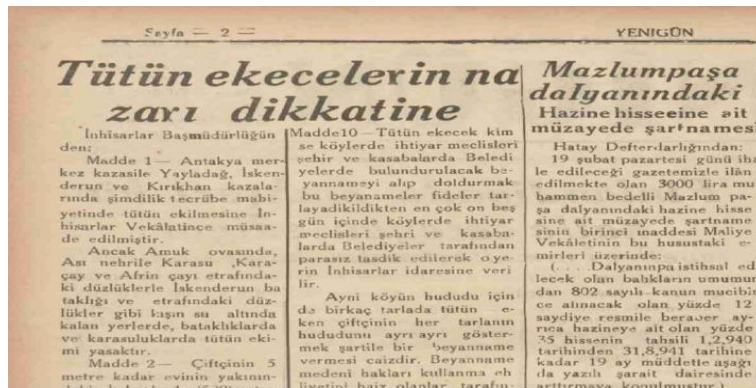 Sayfa — 2 —
YENİGÜN
Tütün ekecelerin na
zarı dikkatine
İnhisarlar Başmüdürlüğün
den:
Madde 1— Antakya mer-
kez kazasile Yayladağ, İsken-
derun ve Kırıkhan kazala-
rında şimdilik tecrübe mahi-
yetinde tütün ekilmesine İn-
hisarlar Vekâlatince müsaa-
de edilmiştir.
Ancak Amuk ovasında,
Ası nehrile Karasu ,Kara-
çay ve Afrin çayı etrafında-
ki düzlüklerle İskenderun ba
taklığı ve etrafındaki düz-
lükler gibi kışın su altında
kalan yerlerde, bataklıklarda
ve karasuluklarda tütün eki-
mi yasaktır.
Madde 2— Çiftçinin 5
metre kadar evinin yakının-
Madde10—Tütün ekecek kim
se köylerde ihtiyar meclisleri
şehir ve kasabalarda Beledi
yelerde bulundurulacak be-
yannameyi alıp doldurmak
bu beyanameler fideler tar-
layadikildikten en çok on beş
gün içinde köylerde ihtiyar
meclisleri şehri ve kasaba-
larda Belediyeler tarafından
parasız tasdik edilerek o ye-
rin İnhisarlar idaresine veri
lir.
Ayni köyün hududu için
da birkaç tarlada tütün e-
ken çiftçinin her tarlanın
hududunu ayrı ayrı göster-
mek şartile bir beyanname
vermesi caizdir. Beyanname
medeni hakları kullanma eh
liyetini haiz olanlar tarafın-
Mazlumpaşa
dalyanındaki
Hazine hisseeine ait
müzayede şartnamesi
Hatay Defterdarlığından:
19 şubat pazartesi günü iha
le edileceği gazetemizle ilân
edilmekte olan 3000 lira mu
hammen bedelli Mazlum pa-
şa dalyanındaki hazine hisse
sine ait müzayede şartname
sinin birinci maddesi Maliye
Vekâletinin bu husustaki e-
mirleri üzerinde:
(....Dalyanınpa istihsal ed
lecek olan balıkların umumun
dan 802 sayılı kanun mucibin
ce alınacak olan yüzde 12
saydiye resmile beraber ay-
rıca hazineye ait olan yüzde
35 hissenin tahsili 1,2,940
tarihinden 31,8,941 tarihine
kadar 19 ay müddetle aşağı
da yazılı şarait dairesinde
arttırmaya konulmuştur.)